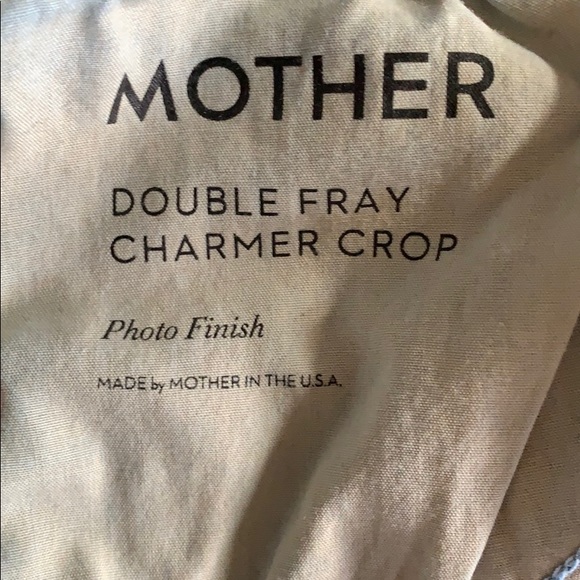 MOTHER
DOUBLE FRAY
CHARMER CROP
Photo Finish
MADE by MOTHER IN THE U.S.A.